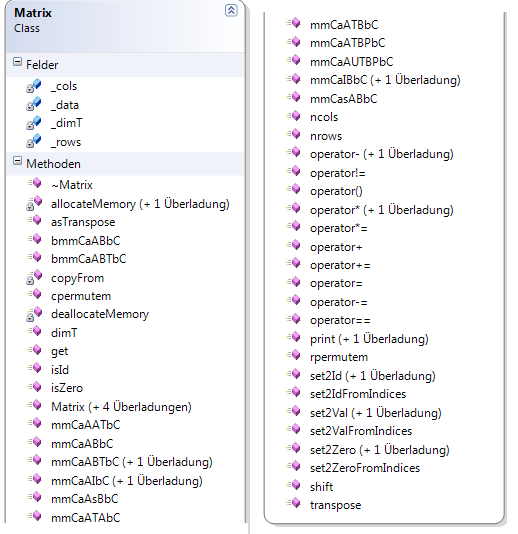 Matrix
Class
Felder
_cols
_data
_dimT
_rows
Methoden
~Matrix
allocateMemory (+ 1 Überladung)
asTranspose
bmmCaABbC
bmmCaABTbC
copyFrom
cpermutem
deallocateMemory
dimT
get
isId
isZero
Matrix (+ 4 Überladungen)
mmCaAATbC
mmCaABbC
mmCaABTbC (+ 1 Überladung)
mmCaAIbC (+ 1 Überladung)
mmCaAsBbC
mmCaATAbC
mmCaATBbC
mmCaATBPbC
mmCaAUTBPbC
mmCaIBbC (+ 1 Überladung)
mmCasABbC
ncols
nrows
operator- (+ 1 Überladung)
operator!=
operator()
operator* (+ 1 Überladung)
operator*=
operator+
operator+=
operator=
operator-=
operator==
print (+ 1 Überladung)
rpermutem
set2Id (+ 1 Überladung)
set2IdFromIndices
set2Val (+ 1 Überladung)
set2ValFromIndices
set2Zero (+ 1 Überladung)
set2ZeroFromIndices
shift
transpose